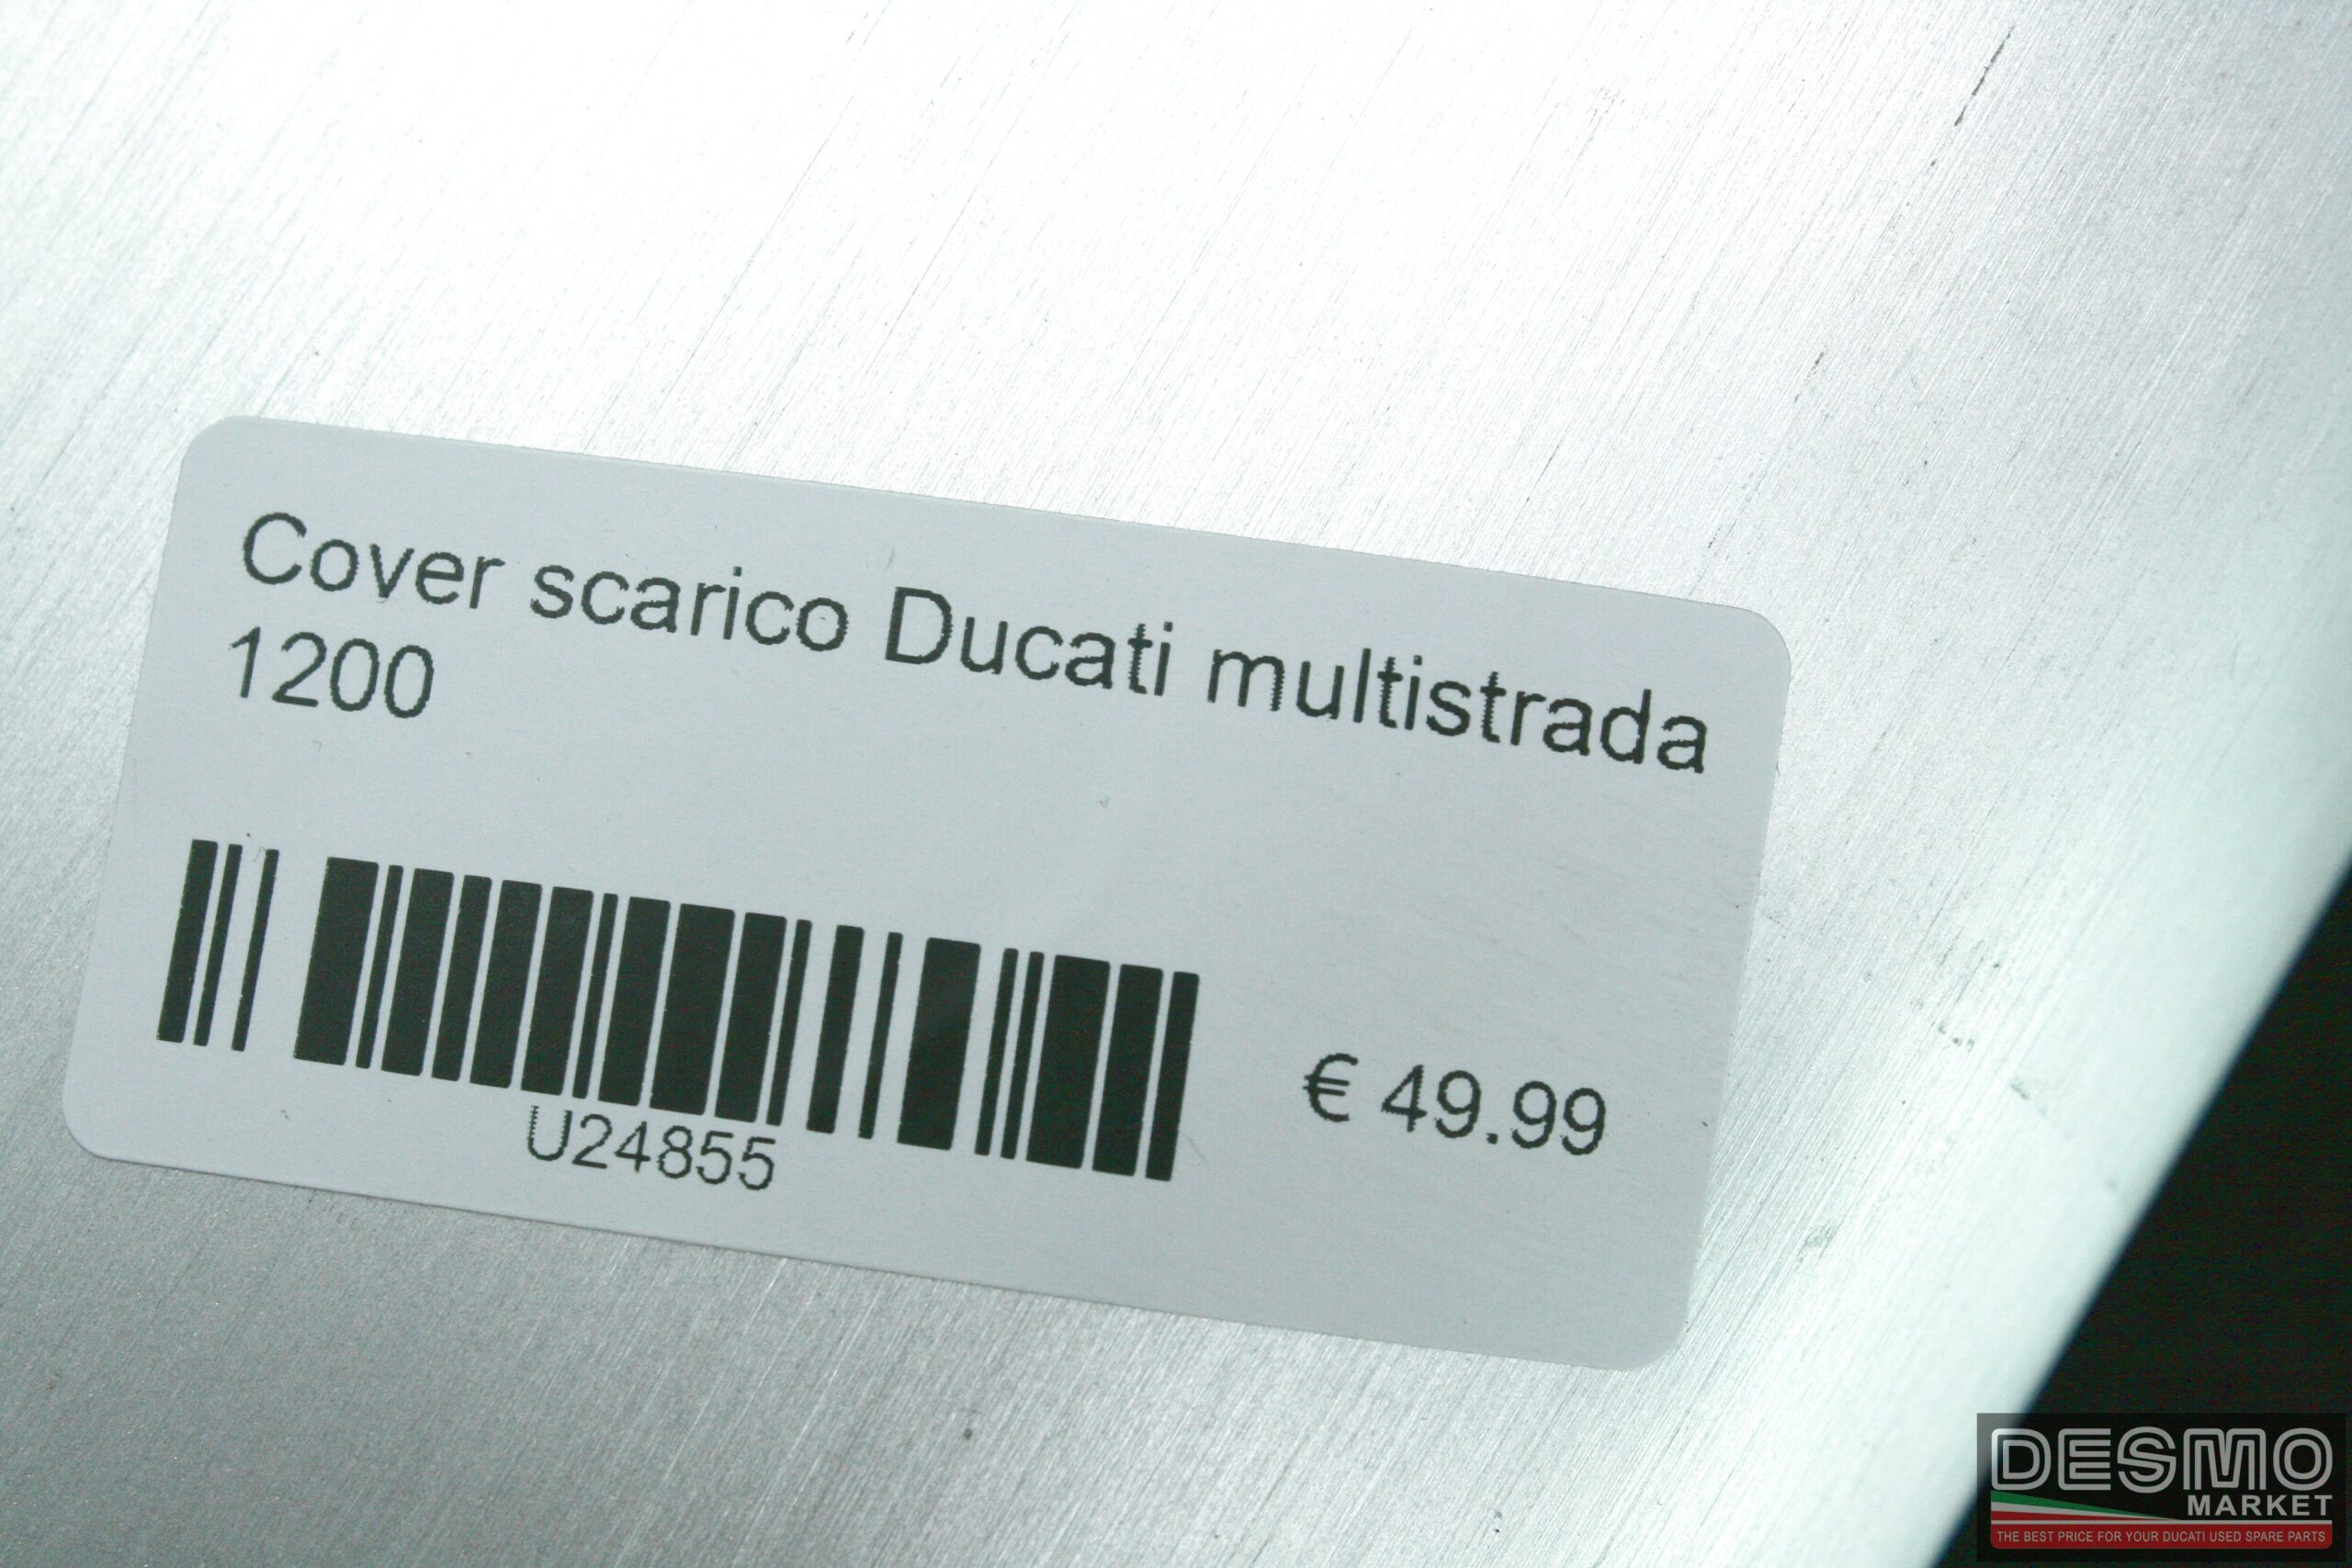 Cover scarico Ducati multistrada
1200
U24855
€ 49.99
DESMO
MARKET
THE BEST PRICE FOR YOUR DUCATI USED SPARE PARTS